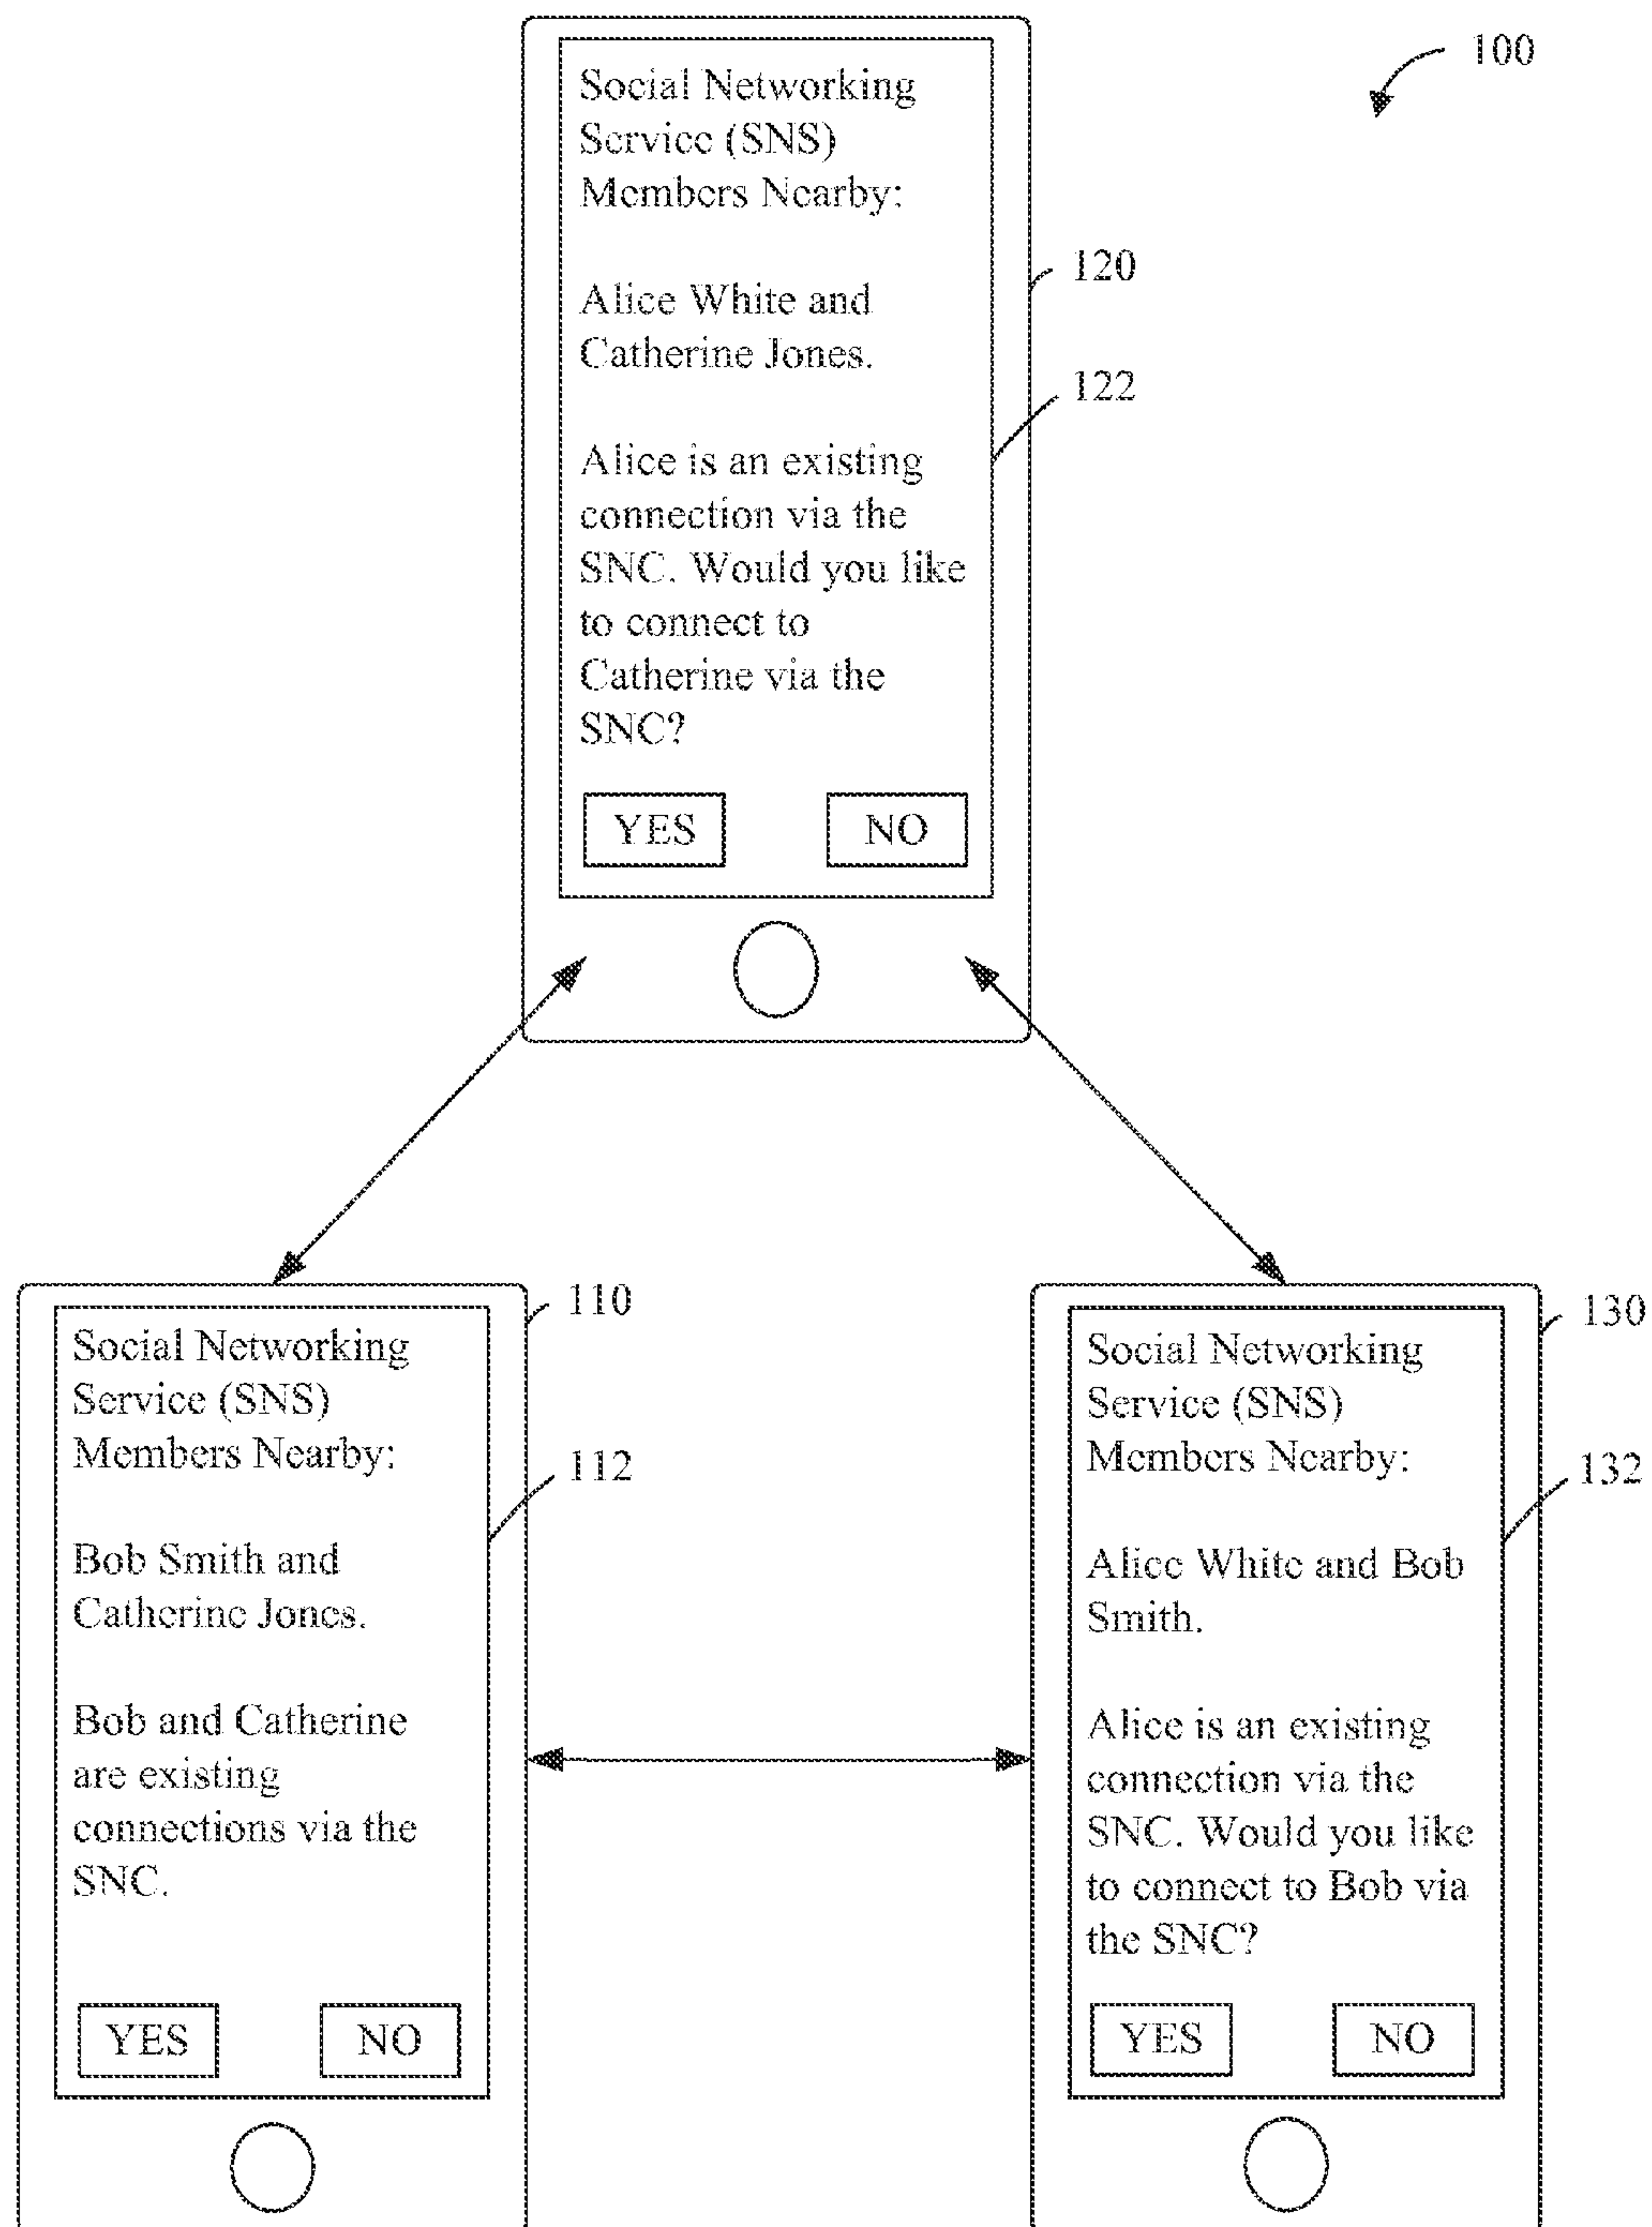 100
Social Networking
Service (SNS)
Members Nearby:
Alice White and
Catherine Jones.
Alice is an existing
connection via the
SNC. Would you like
to connect to
Catherine via the
SNC?
YES NO
120
122
Social Networking
Service (SNS)
Members Nearby:
Bob Smith and
Catherine Jones.
Bob and Catherine
are existing
connections via the
SNC.
YES NO
110
112
Social Networking
Service (SNS)
Members Nearby:
Alice White and Bob
Smith.
Alice is an existing
connection via the
SNC. Would you like
to connect to Bob via
the SNC?
YES NO
130
132